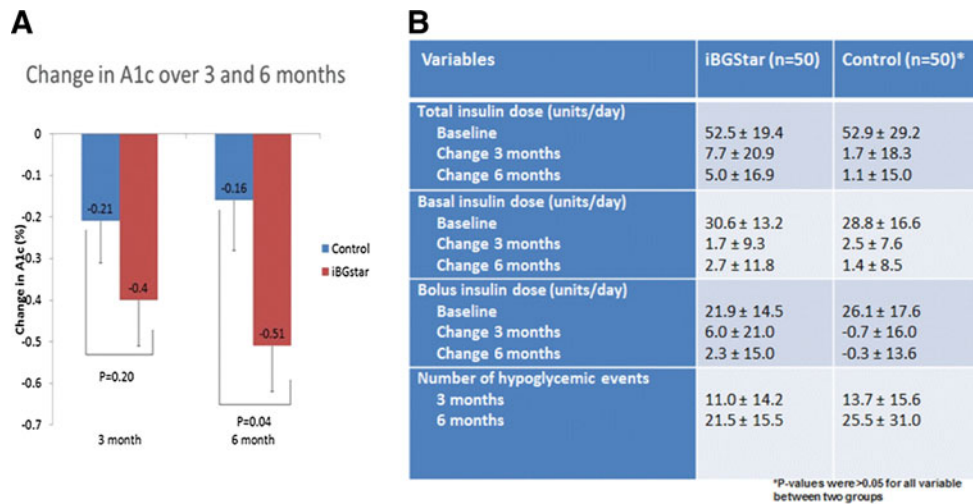 A
Change in A1c over 3 and 6 months
0
-0.1
-0.2
-0.3
-0.4
-0.5
-0.6
-0.7
Change in A1c (%)
-0.21
-0.4
-0.16
-0.51
P=0.20
P=0.04
3 month
6 month
Control
iBGstar
B
Variables iBGStar (n=50) Control (n=50)*
Total insulin dose (units/day)
Baseline 52.5 ± 19.4 52.9 ± 29.2
Change 3 months 7.7 ± 20.9 1.7 ± 18.3
Change 6 months 5.0 ± 16.9 1.1 ± 15.0
Basal insulin dose (units/day)
Baseline 30.6 ± 13.2 28.8 ± 16.6
Change 3 months 1.7 ± 9.3 2.5 ± 7.6
Change 6 months 2.7 ± 11.8 1.4 ± 8.5
Bolus insulin dose (units/day)
Baseline 21.9 ± 14.5 26.1 ± 17.6
Change 3 months 6.0 ± 21.0 -0.7 ± 16.0
Change 6 months 2.3 ± 15.0 -0.3 ± 13.6
Number of hypoglycemic events
3 months 11.0 ± 14.2 13.7 ± 15.6
6 months 21.5 ± 15.5 25.5 ± 31.0
*P-values were >0.05 for all variable
between two groups